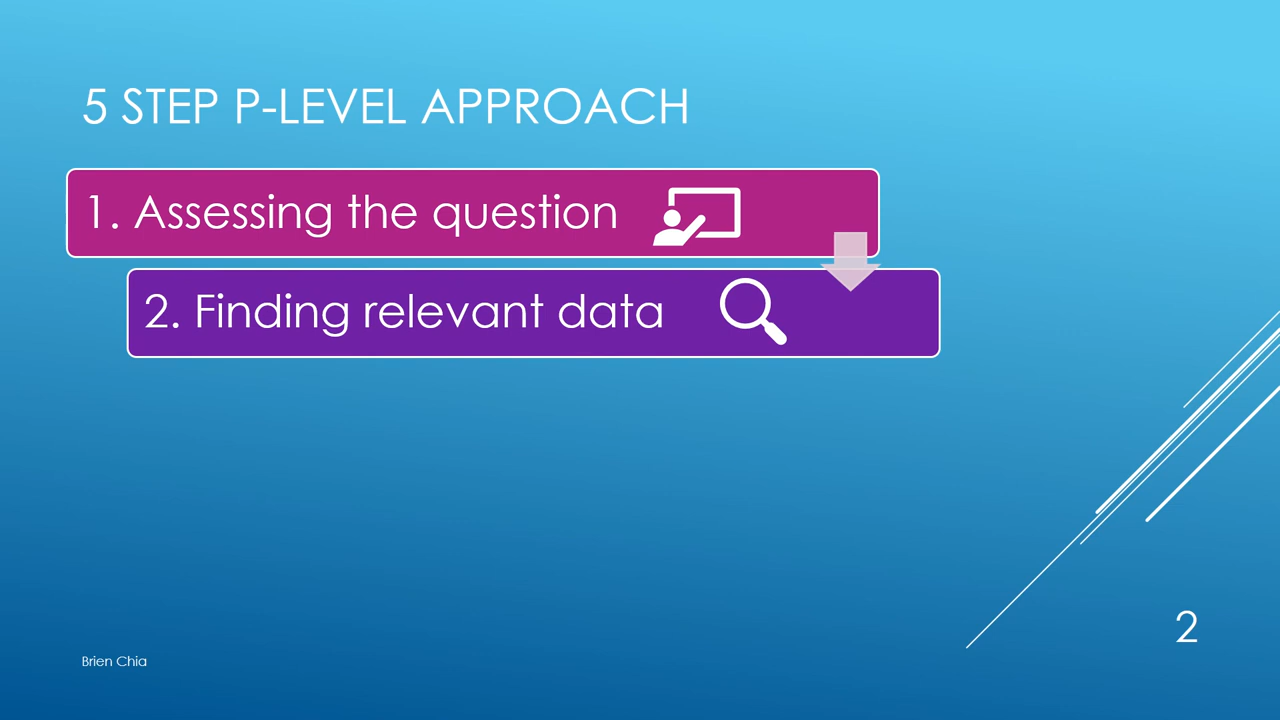 5 STEP P-LEVEL APPROACH
1. Assessing the question
2. Finding relevant data
2
Brien Chia